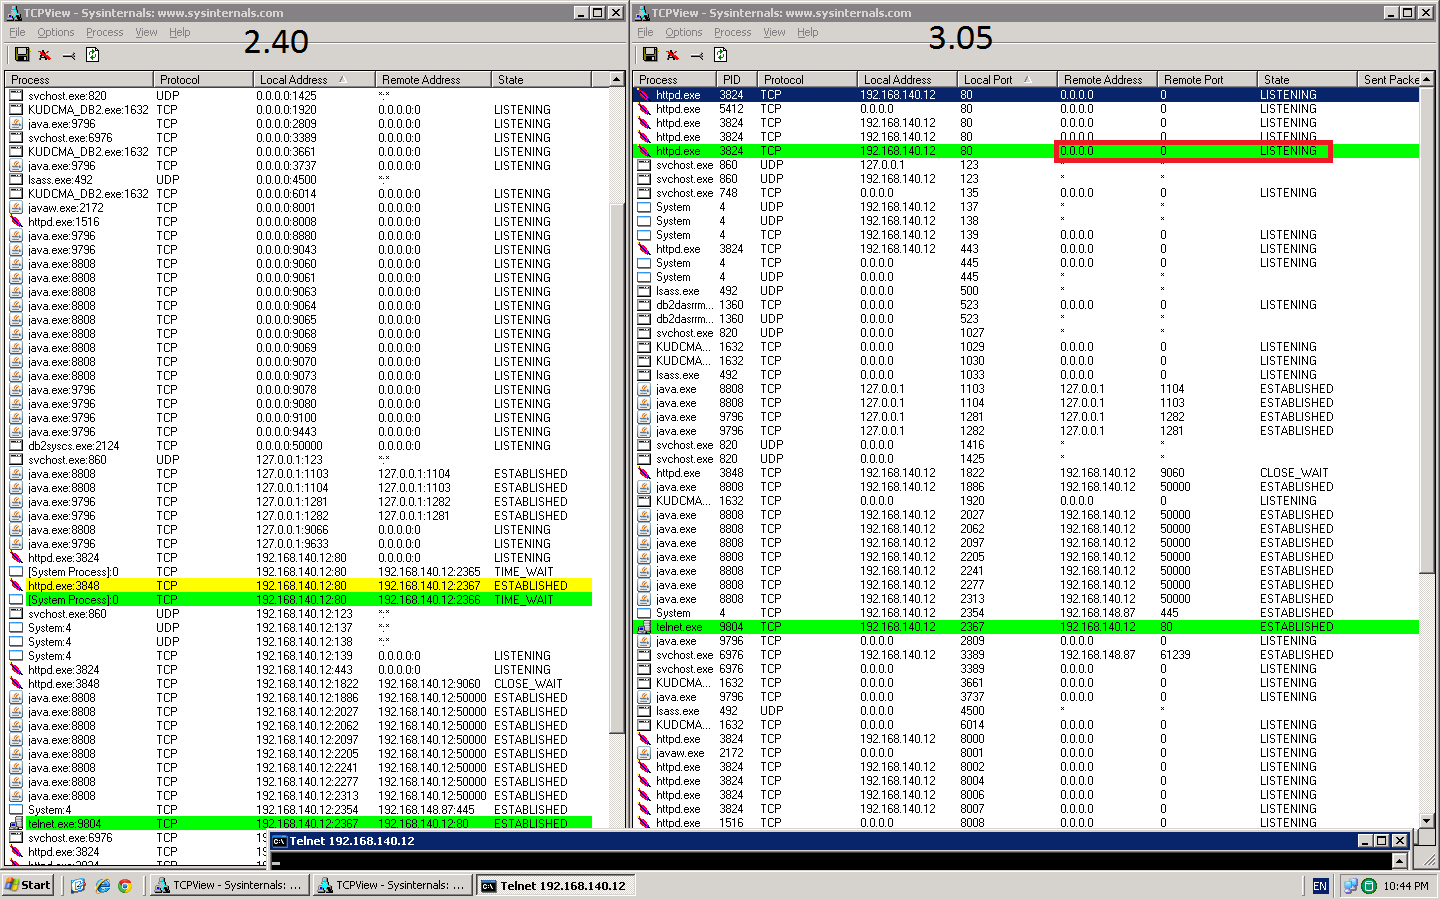 TCPView - Sysinternals: www.sysinternals.com
File Options Process View Help
2.40
Process Protocol Local Address Remote Address State
svchost.exe:820 UDP 0.0.0.0:1425 *:*
KUDCMA_DB2.exe:1632 TCP 0.0.0.0:1920 0.0.0.0:0 LISTENING
java.exe:9796 TCP 0.0.0.0:2809 0.0.0.0:0 LISTENING
svchost.exe:6976 TCP 0.0.0.0:3389 0.0.0.0:0 LISTENING
KUDCMA_DB2.exe:1632 TCP 0.0.0.0:3661 0.0.0.0:0 LISTENING
java.exe:9796 TCP 0.0.0.0:3737 0.0.0.0:0 LISTENING
lsass.exe:492 UDP 0.0.0.0:4500 *:*
KUDCMA_DB2.exe:1632 TCP 0.0.0.0:6014 0.0.0.0:0 LISTENING
javaw.exe:2172 TCP 0.0.0.0:8001 0.0.0.0:0 LISTENING
httpd.exe:1516 TCP 0.0.0.0:8008 0.0.0.0:0 LISTENING
java.exe:9796 TCP 0.0.0.0:8880 0.0.0.0:0 LISTENING
java.exe:9796 TCP 0.0.0.0:9043 0.0.0.0:0 LISTENING
java.exe:8808 TCP 0.0.0.0:9060 0.0.0.0:0 LISTENING
java.exe:8808 TCP 0.0.0.0:9061 0.0.0.0:0 LISTENING
java.exe:8808 TCP 0.0.0.0:9063 0.0.0.0:0 LISTENING
java.exe:8808 TCP 0.0.0.0:9064 0.0.0.0:0 LISTENING
java.exe:8808 TCP 0.0.0.0:9065 0.0.0.0:0 LISTENING
java.exe:8808 TCP 0.0.0.0:9068 0.0.0.0:0 LISTENING
java.exe:8808 TCP 0.0.0.0:9069 0.0.0.0:0 LISTENING
java.exe:8808 TCP 0.0.0.0:9070 0.0.0.0:0 LISTENING
java.exe:8808 TCP 0.0.0.0:9073 0.0.0.0:0 LISTENING
java.exe:9796 TCP 0.0.0.0:9078 0.0.0.0:0 LISTENING
java.exe:9796 TCP 0.0.0.0:9080 0.0.0.0:0 LISTENING
java.exe:9796 TCP 0.0.0.0:9100 0.0.0.0:0 LISTENING
java.exe:9796 TCP 0.0.0.0:9443 0.0.0.0:0 LISTENING
db2syscs.exe:2124 TCP 0.0.0.0:50000 0.0.0.0:0 LISTENING
svchost.exe:860 UDP 127.0.0.1:123 *:*
java.exe:8808 TCP 127.0.0.1:1103 127.0.0.1:1104 ESTABLISHED
java.exe:8808 TCP 127.0.0.1:1104 127.0.0.1:1103 ESTABLISHED
java.exe:9796 TCP 127.0.0.1:1281 127.0.0.1:1282 ESTABLISHED
java.exe:9796 TCP 127.0.0.1:1282 127.0.0.1:1281 ESTABLISHED
java.exe:8808 TCP 127.0.0.1:9066 0.0.0.0:0 LISTENING
java.exe:9796 TCP 127.0.0.1:9633 0.0.0.0:0 LISTENING
httpd.exe:3824 TCP 192.168.140.12:80 0.0.0.0:0 LISTENING
[System Process]:0 TCP 192.168.140.12:80 192.168.140.12:2365 TIME_WAIT
httpd.exe:3848 TCP 192.168.140.12:80 192.168.140.12:2367 ESTABLISHED
[System Process]:0 TCP 192.168.140.12:80 192.168.140.12:2366 TIME_WAIT
svchost.exe:860 UDP 192.168.140.12:123 *:*
System:4 UDP 192.168.140.12:137 *:*
System:4 UDP 192.168.140.12:138 *:*
System:4 TCP 192.168.140.12:139 0.0.0.0:0 LISTENING
httpd.exe:3824 TCP 192.168.140.12:443 0.0.0.0:0 LISTENING
httpd.exe:3848 TCP 192.168.140.12:1822 192.168.140.12:9060 CLOSE_WAIT
java.exe:8808 TCP 192.168.140.12:1886 192.168.140.12:50000 ESTABLISHED
java.exe:8808 TCP 192.168.140.12:2027 192.168.140.12:50000 ESTABLISHED
java.exe:8808 TCP 192.168.140.12:2062 192.168.140.12:50000 ESTABLISHED
java.exe:8808 TCP 192.168.140.12:2097 192.168.140.12:50000 ESTABLISHED
java.exe:8808 TCP 192.168.140.12:2205 192.168.140.12:50000 ESTABLISHED
java.exe:8808 TCP 192.168.140.12:2241 192.168.140.12:50000 ESTABLISHED
java.exe:8808 TCP 192.168.140.12:2277 192.168.140.12:50000 ESTABLISHED
java.exe:8808 TCP 192.168.140.12:2313 192.168.140.12:50000 ESTABLISHED
System:4 TCP 192.168.140.12:2354 192.168.148.87:445 ESTABLISHED
telnet.exe:9804 TCP 192.168.140.12:2367 192.168.140.12:80 ESTABLISHED
svchost.exe:6976 TCP
httpd.exe:3824 TCP
TCPView - Sysinternals: www.sysinternals.com
File Options Process View Help
3.05
Process PID Protocol Local Address Local Port Remote Address Remote Port State Sent Packe
httpd.exe 3824 TCP 192.168.140.12 80 0.0.0.0 0 LISTENING
httpd.exe 5412 TCP 0.0.0.0 80 0.0.0.0 0 LISTENING
httpd.exe 3824 TCP 192.168.140.12 80 0.0.0.0 0 LISTENING
httpd.exe 3824 TCP 192.168.140.12 80 0.0.0.0 0 LISTENING
httpd.exe 3824 TCP 192.168.140.12 80 0.0.0.0 0 LISTENING
svchost.exe 860 UDP 127.0.0.1 123 * *
svchost.exe 860 UDP 192.168.140.12 123 * *
svchost.exe 748 TCP 0.0.0.0 135 0.0.0.0 0 LISTENING
System 4 UDP 192.168.140.12 137 * *
System 4 UDP 192.168.140.12 138 * *
System 4 TCP 192.168.140.12 139 0.0.0.0 0 LISTENING
httpd.exe 3824 TCP 192.168.140.12 443 0.0.0.0 0 LISTENING
System 4 TCP 0.0.0.0 445 0.0.0.0 0 LISTENING
System 4 UDP 0.0.0.0 445 * *
lsass.exe 492 UDP 0.0.0.0 500 * *
db2dasrrm... 1360 TCP 0.0.0.0 523 0.0.0.0 0 LISTENING
db2dasrrm... 1360 UDP 0.0.0.0 523 * *
svchost.exe 820 UDP 0.0.0.0 1027 * *
KUDCMA... 1632 TCP 0.0.0.0 1029 0.0.0.0 0 LISTENING
KUDCMA... 1632 TCP 0.0.0.0 1030 0.0.0.0 0 LISTENING
lsass.exe 492 TCP 0.0.0.0 1033 0.0.0.0 0 LISTENING
java.exe 8808 TCP 127.0.0.1 1103 127.0.0.1 1104 ESTABLISHED
java.exe 8808 TCP 127.0.0.1 1104 127.0.0.1 1103 ESTABLISHED
java.exe 9796 TCP 127.0.0.1 1281 127.0.0.1 1282 ESTABLISHED
java.exe 9796 TCP 127.0.0.1 1282 127.0.0.1 1281 ESTABLISHED
svchost.exe 820 UDP 0.0.0.0 1416 * *
svchost.exe 820 UDP 0.0.0.0 1425 * *
httpd.exe 3848 TCP 192.168.140.12 1822 192.168.140.12 9060 CLOSE_WAIT
java.exe 8808 TCP 192.168.140.12 1886 192.168.140.12 50000 ESTABLISHED
KUDCMA... 1632 TCP 0.0.0.0 1920 0.0.0.0 0 LISTENING
java.exe 8808 TCP 192.168.140.12 2027 192.168.140.12 50000 ESTABLISHED
java.exe 8808 TCP 192.168.140.12 2062 192.168.140.12 50000 ESTABLISHED
java.exe 8808 TCP 192.168.140.12 2097 192.168.140.12 50000 ESTABLISHED
java.exe 8808 TCP 192.168.140.12 2205 192.168.140.12 50000 ESTABLISHED
java.exe 8808 TCP 192.168.140.12 2241 192.168.140.12 50000 ESTABLISHED
java.exe 8808 TCP 192.168.140.12 2277 192.168.140.12 50000 ESTABLISHED
java.exe 8808 TCP 192.168.140.12 2313 192.168.140.12 50000 ESTABLISHED
System 4 TCP 192.168.140.12 2354 192.168.148.87 445 ESTABLISHED
telnet.exe 9804 TCP 192.168.140.12 2367 192.168.140.12 80 ESTABLISHED
java.exe 9796 TCP 0.0.0.0 2809 0.0.0.0 0 LISTENING
svchost.exe 6976 TCP 192.168.140.12 3389 192.168.148.87 61239 ESTABLISHED
svchost.exe 6976 TCP 0.0.0.0 3389 0.0.0.0 0 LISTENING
KUDCMA... 1632 TCP 0.0.0.0 3661 0.0.0.0 0 LISTENING
java.exe 9796 TCP 0.0.0.0 3737 0.0.0.0 0 LISTENING
lsass.exe 492 UDP 0.0.0.0 4500 * *
KUDCMA... 1632 TCP 0.0.0.0 6014 0.0.0.0 0 LISTENING
httpd.exe 3824 TCP 192.168.140.12 8000 0.0.0.0 0 LISTENING
javaw.exe 2172 TCP 0.0.0.0 8001 0.0.0.0 0 LISTENING
httpd.exe 3824 TCP 192.168.140.12 8002 0.0.0.0 0 LISTENING
httpd.exe 3824 TCP 192.168.140.12 8004 0.0.0.0 0 LISTENING
httpd.exe 3824 TCP 192.168.140.12 8006 0.0.0.0 0 LISTENING
httpd.exe 3824 TCP 192.168.140.12 8007 0.0.0.0 0 LISTENING
httpd.exe 1516 TCP 0.0.0.0 8008 0.0.0.0 0 LISTENING
Telnet 192.168.140.12
Start TCPView - Sysinternals: ... TCPView - Sysinternals: ... Telnet 192.168.140.12 EN 10:44 PM